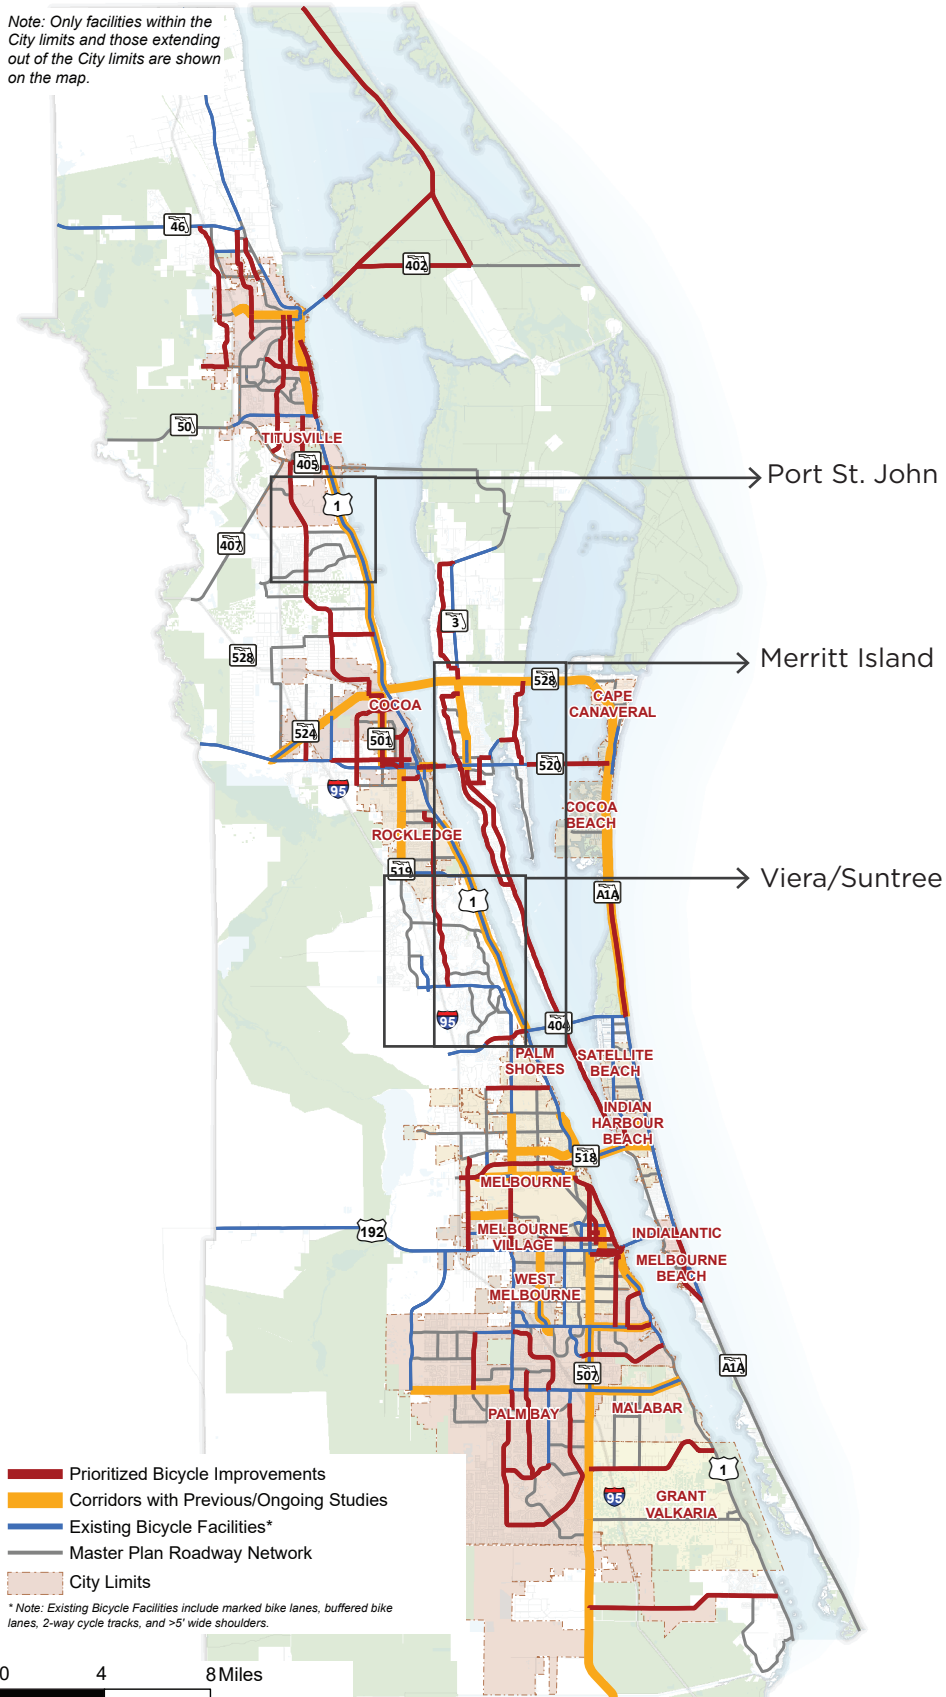 Note: Only facilities within the
City limits and those extending
out of the City limits are shown
on the map.
46
402
50
TITUSVILLE
405
Port St. John
1
407
3
528
Merritt Island
528
CAPE
CANAVERAL
COCOA
524
501
520
95
COCOA
BEACH
ROCKLEDGE
519
Viera/Suntree
A1A
1
95
404
PALM
SHORES
SATELLITE
BEACH
INDIAN
HARBOUR
BEACH
518
MELBOURNE
192
MELBOURNE
VILLAGE
INDIALANTIC
MELBOURNE
BEACH
WEST
MELBOURNE
A1A
507
PALM BAY
MALABAR
1
95
GRANT
VALKARIA
Prioritized Bicycle Improvements
Corridors with Previous/Ongoing Studies
Existing Bicycle Facilities*
Master Plan Roadway Network
City Limits
* Note: Existing Bicycle Facilities include marked bike lanes, buffered bike
lanes, 2-way cycle tracks, and >5' wide shoulders.
0 4 8 Miles